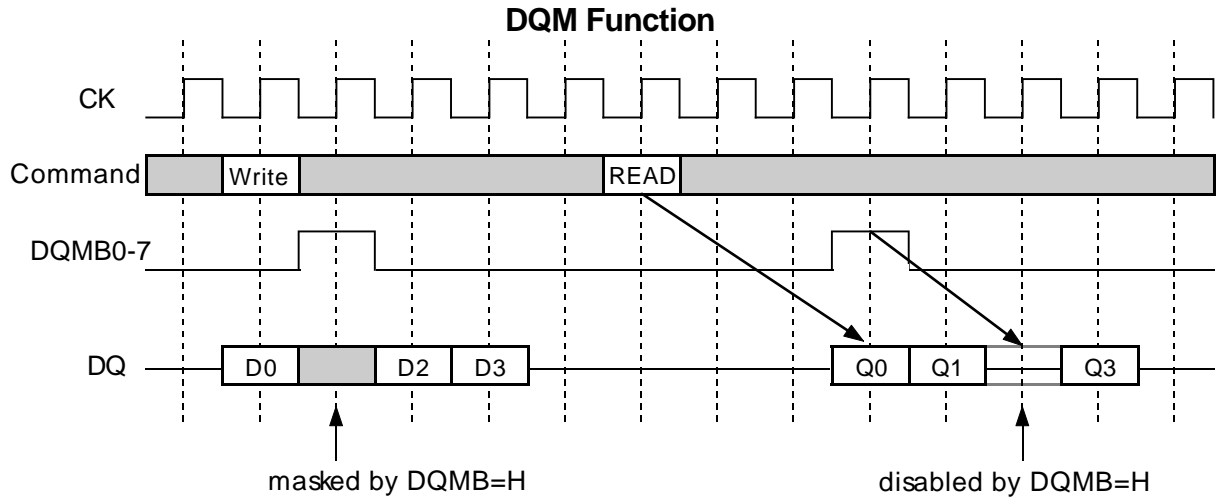 DQM Function
CK
Command Write READ
DQMB0-7
DQ D0 D2 D3 Q0 Q1 Q3
masked by DQMB=H disabled by DQMB=H